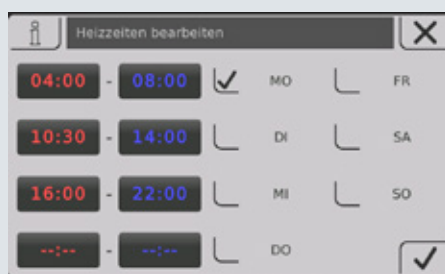 Heizzeiten bearbeiten
04:00 - 08:00 MO FR
10:30 - 14:00 DI SA
16:00 - 22:00 MI SO
--:-- - --:-- DO